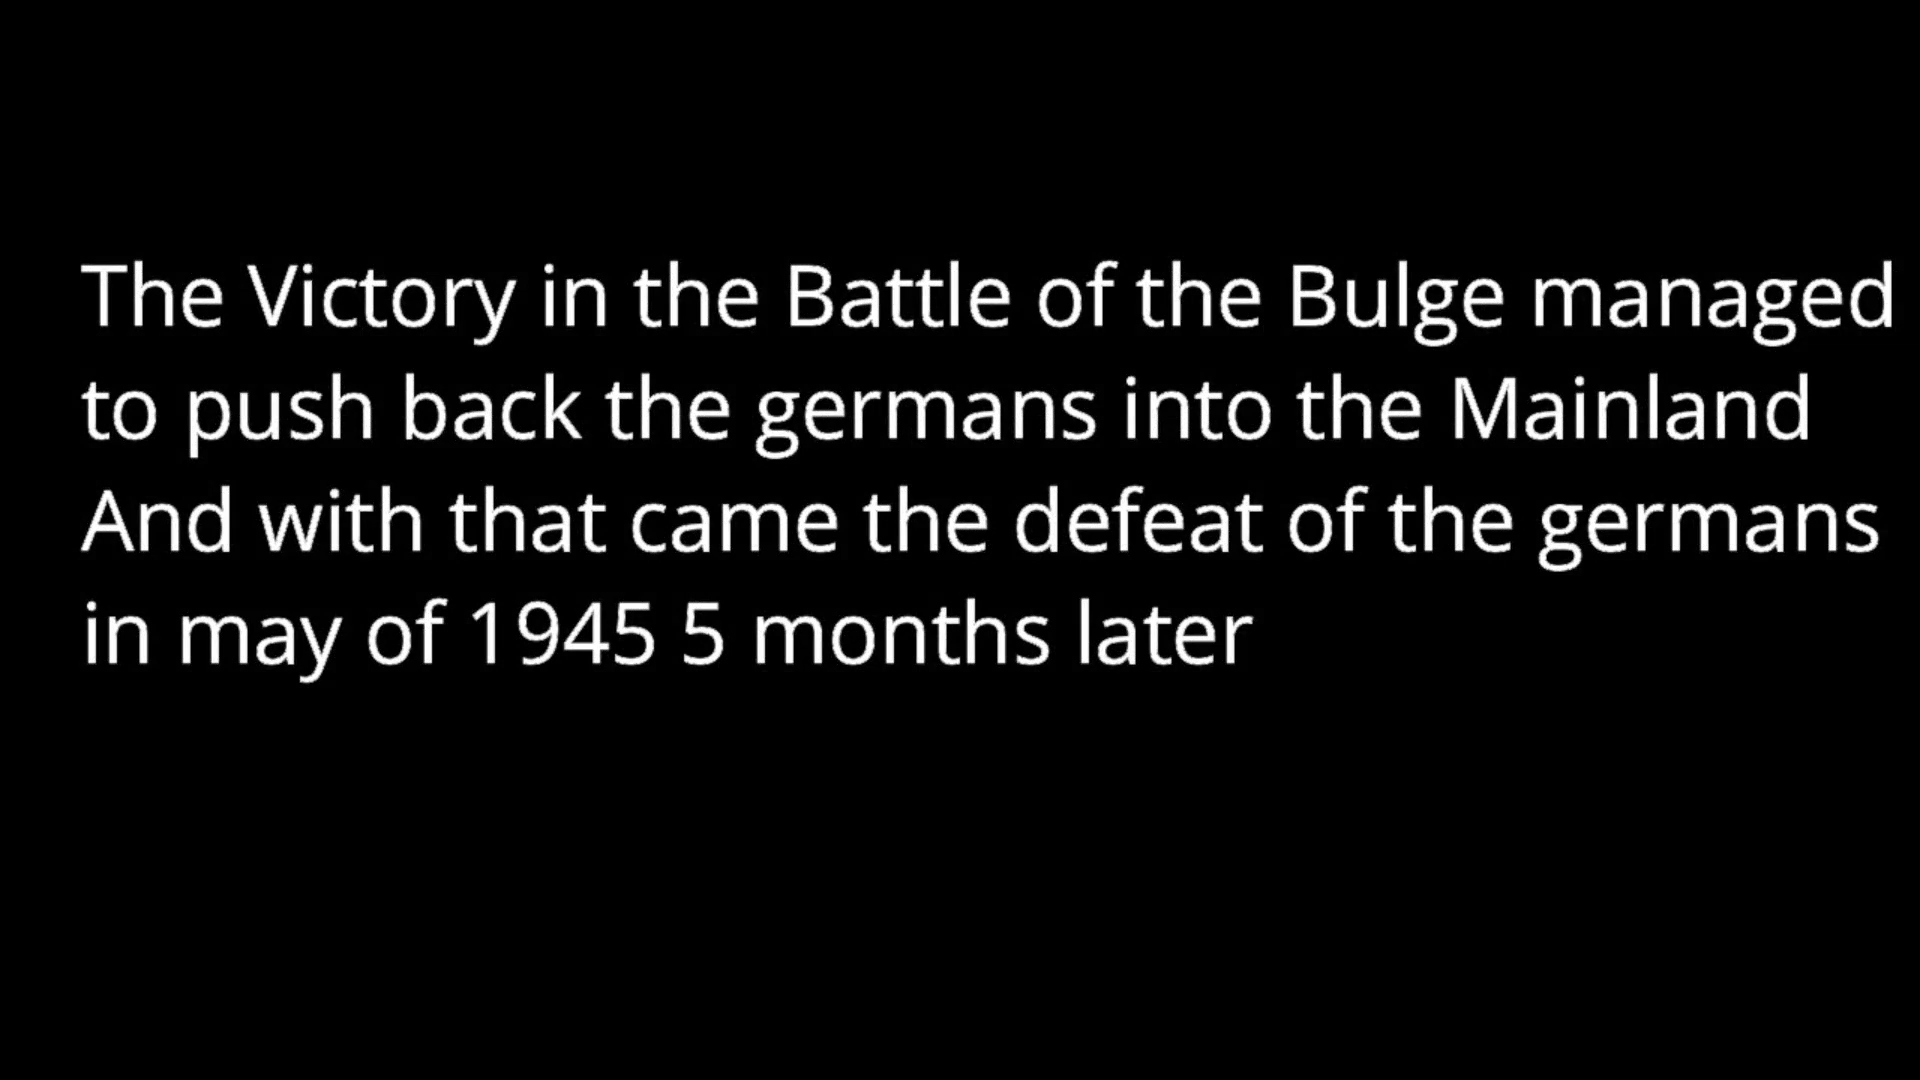 The Victory in the Battle of the Bulge managed
to push back the germans into the Mainland
And with that came the defeat of the germans
in may of 1945 5 months later